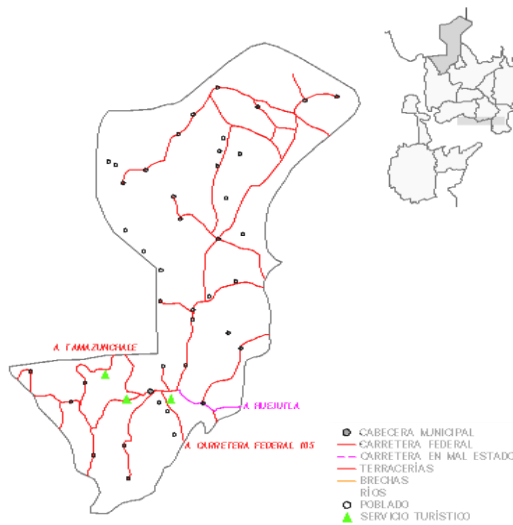 A TAMAZUNCHALE
A HUEJUTLA
A CARRETERA FEDERAL 105
CABECERA MUNICIPAL
CARRETERA FEDERAL
CARRETERA EN MAL ESTADO
TERRACERÍAS
BRECHAS
RÍOS
POBLADO
SERVICIO TURÍSTICO